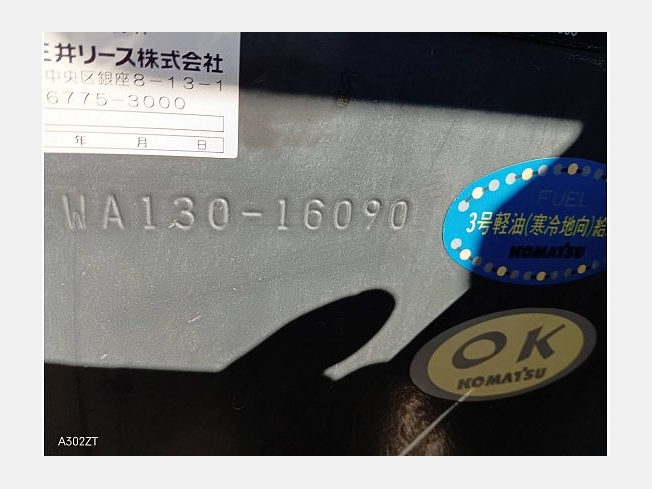 井リース株式会社
中央区銀座8-13-1
6775-3000
年 月 日
WA130-16090
FUEL
3号軽油(寒冷地向)給
KOMATSU
OK
KOMATSU
A302ZT